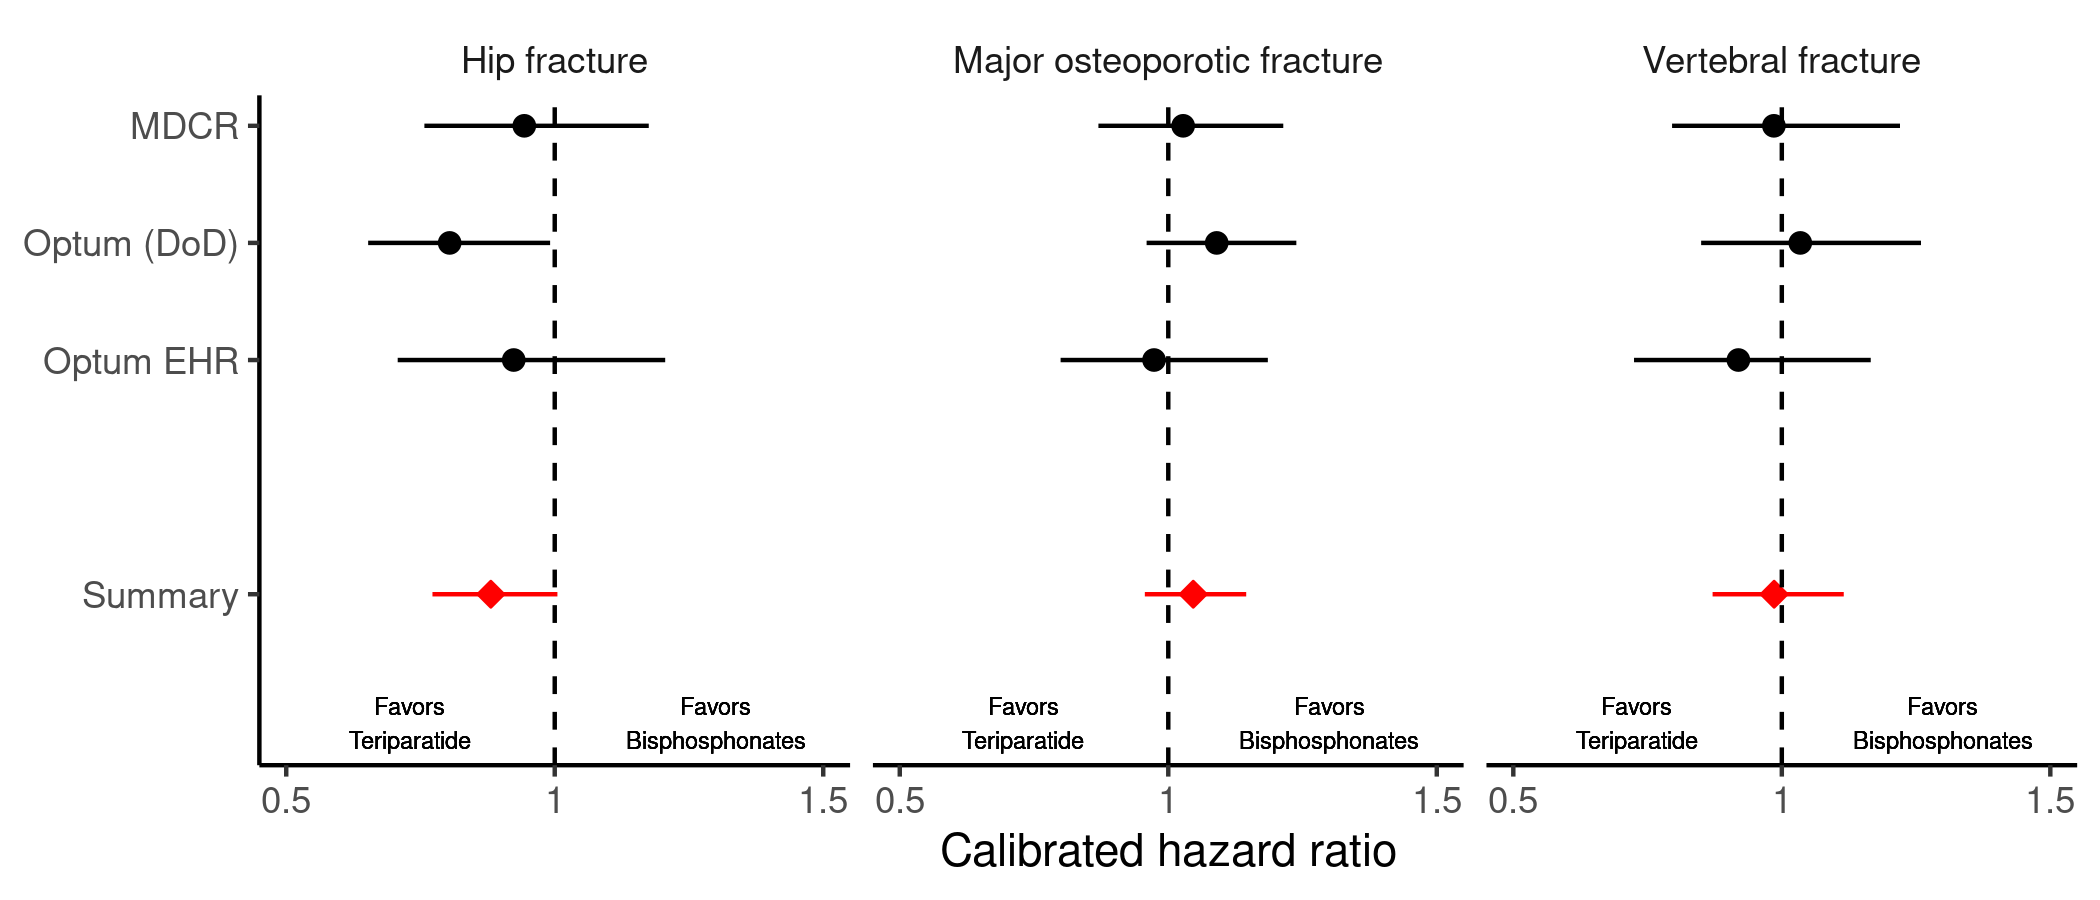 Hip fracture
Major osteoporotic fracture
Vertebral fracture
MDCR
Optum (DoD)
Optum EHR
Summary
Favors
Teriparatide
Favors
Bisphosphonates
Favors
Teriparatide
Favors
Bisphosphonates
Favors
Teriparatide
Favors
Bisphosphonates
0.5 1 1.5
0.5 1 1.5
0.5 1 1.5
Calibrated hazard ratio